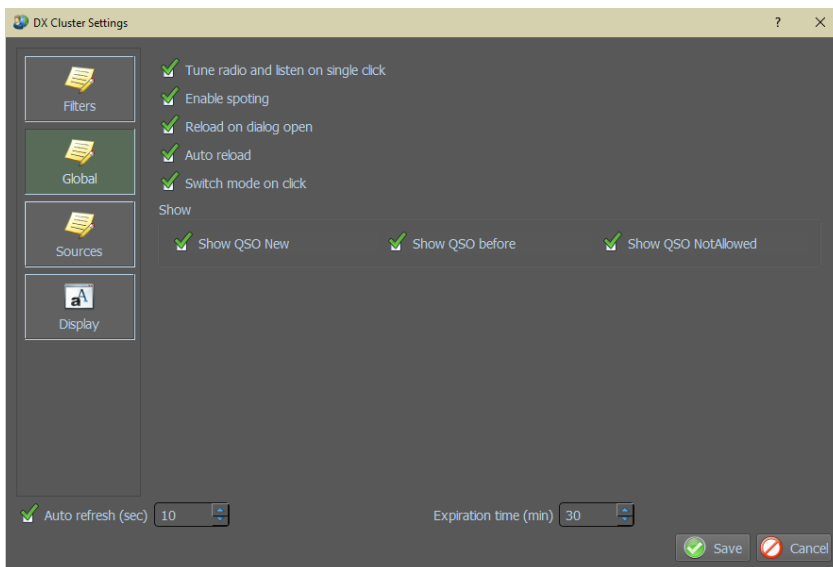 DX Cluster Settings
?
Filters
Global
Sources
Display
Tune radio and listen on single click
Enable spoting
Reload on dialog open
Auto reload
Switch mode on click
Show
Show QSO New Show QSO before Show QSO NotAllowed
Auto refresh (sec) 10 Expiration time (min) 30
Save Cancel